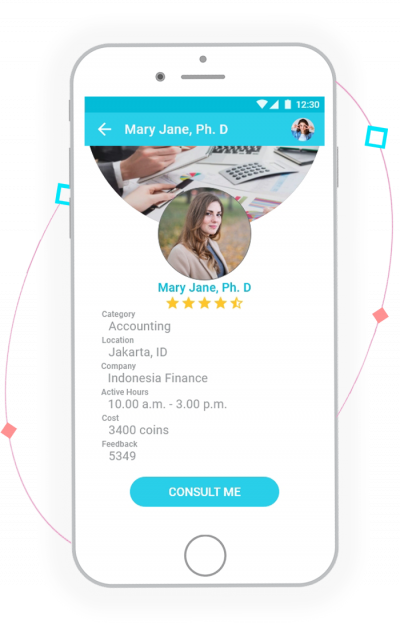 12:30
Mary Jane, Ph. D
Mary Jane, Ph. D
Category
Accounting
Location
Jakarta, ID
Company
Indonesia Finance
Active Hours
10.00 a.m. - 3.00 p.m.
Cost
3400 coins
Feedback
5349
CONSULT ME